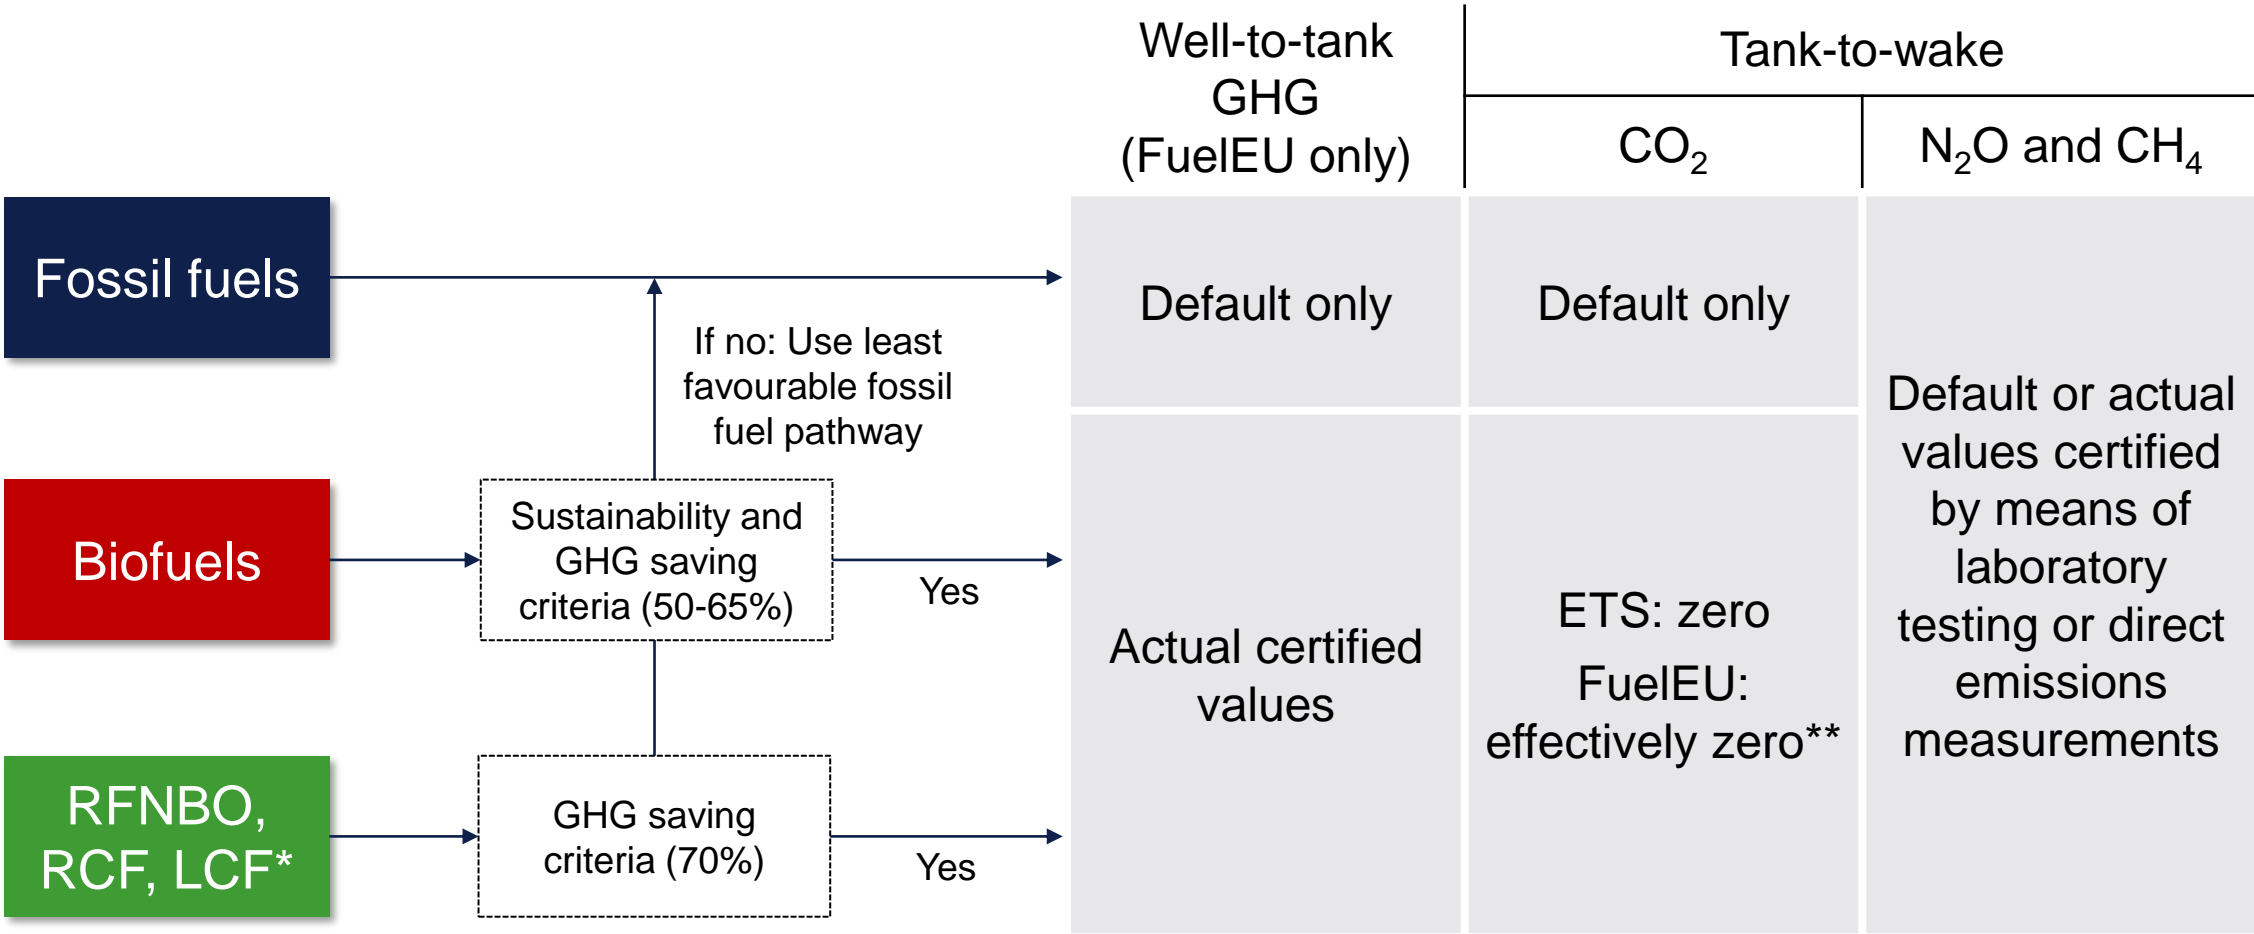 Well-to-tank
GHG
(FuelEU only)
Tank-to-wake
CO₂
N₂O and CH₄
Fossil fuels
Default only
Default only
If no: Use least
favourable fossil
fuel pathway
Default or actual
values certified
by means of
laboratory
testing or direct
emissions
measurements
Biofuels
Sustainability and
GHG saving
criteria (50-65%)
Yes
Actual certified
values
ETS: zero
FuelEU:
effectively zero**
RFNBO,
RCF, LCF*
GHG saving
criteria (70%)
Yes